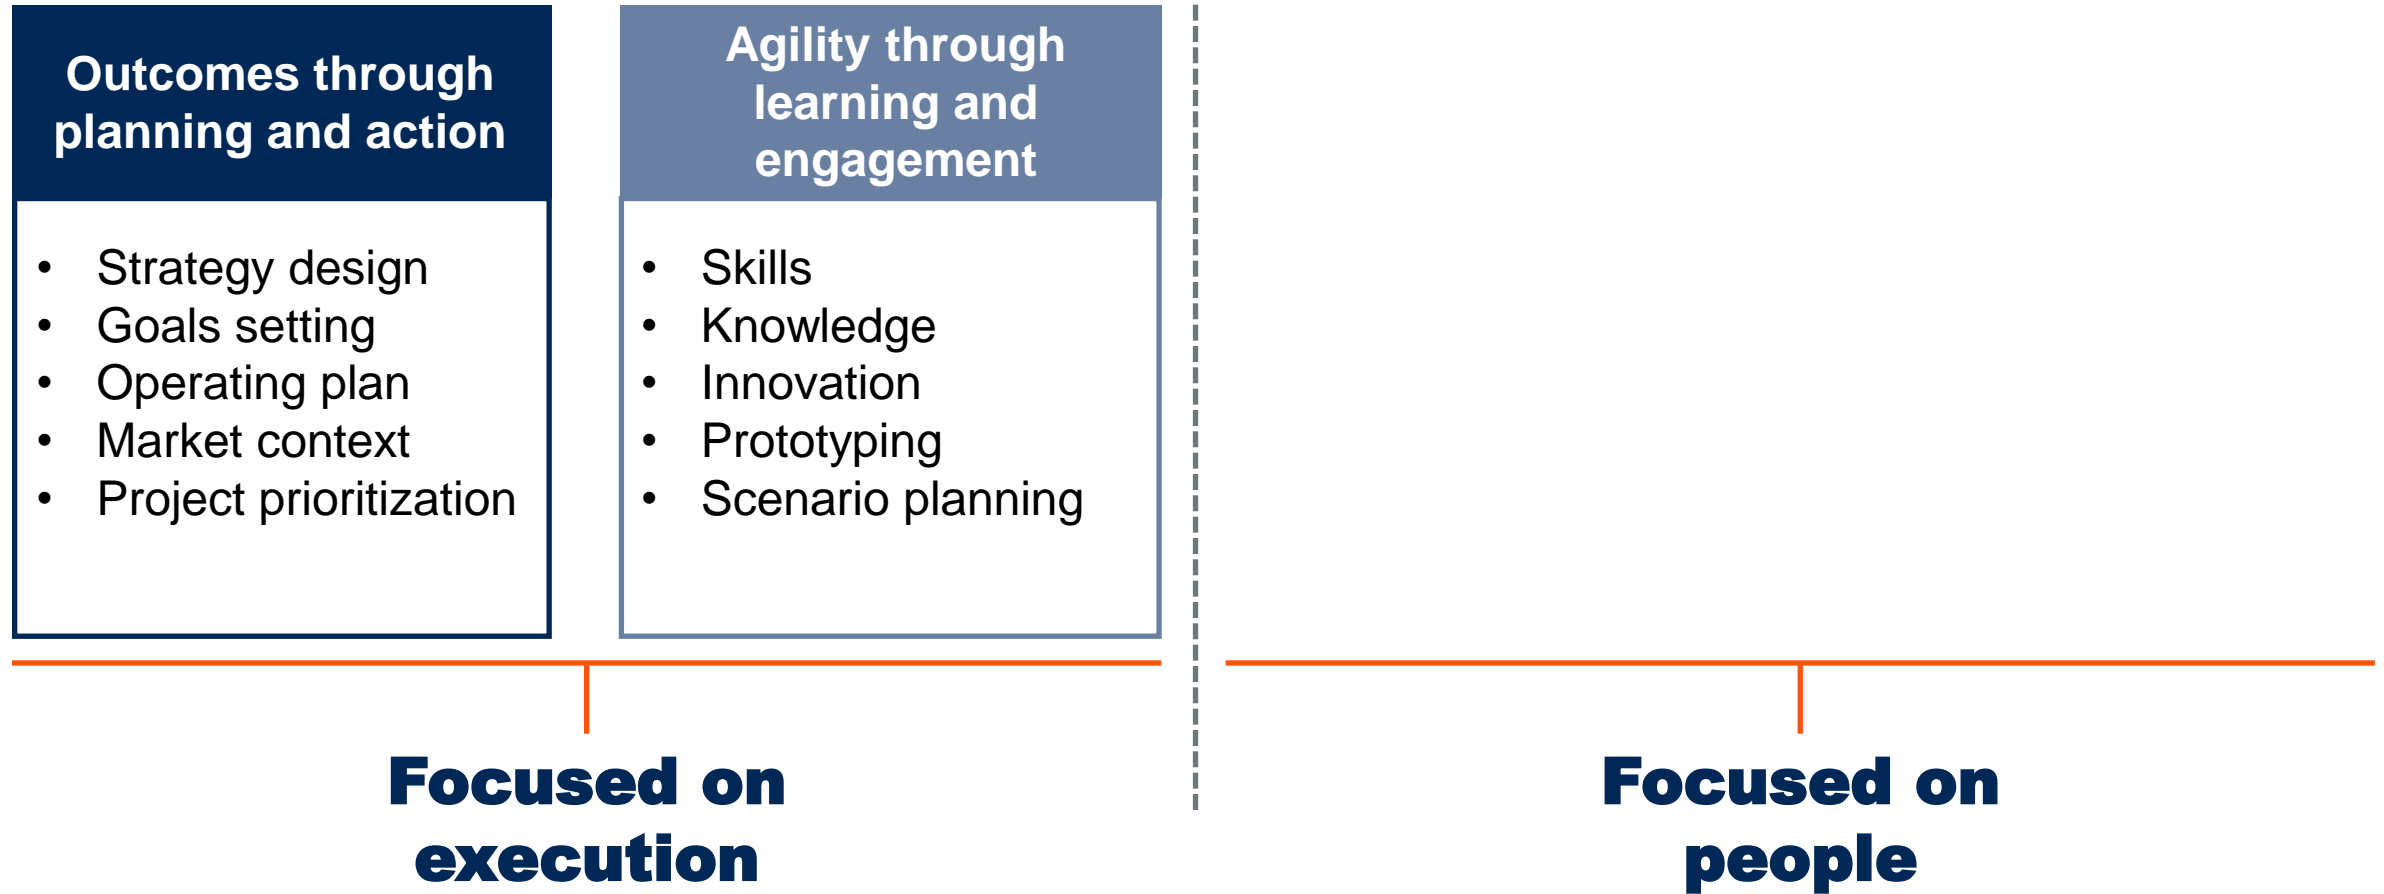 Outcomes through
planning and action
• Strategy design
• Goals setting
• Operating plan
• Market context
• Project prioritization
Agility through
learning and
engagement
• Skills
• Knowledge
• Innovation
• Prototyping
• Scenario planning
Focused on
execution
Focused on
people